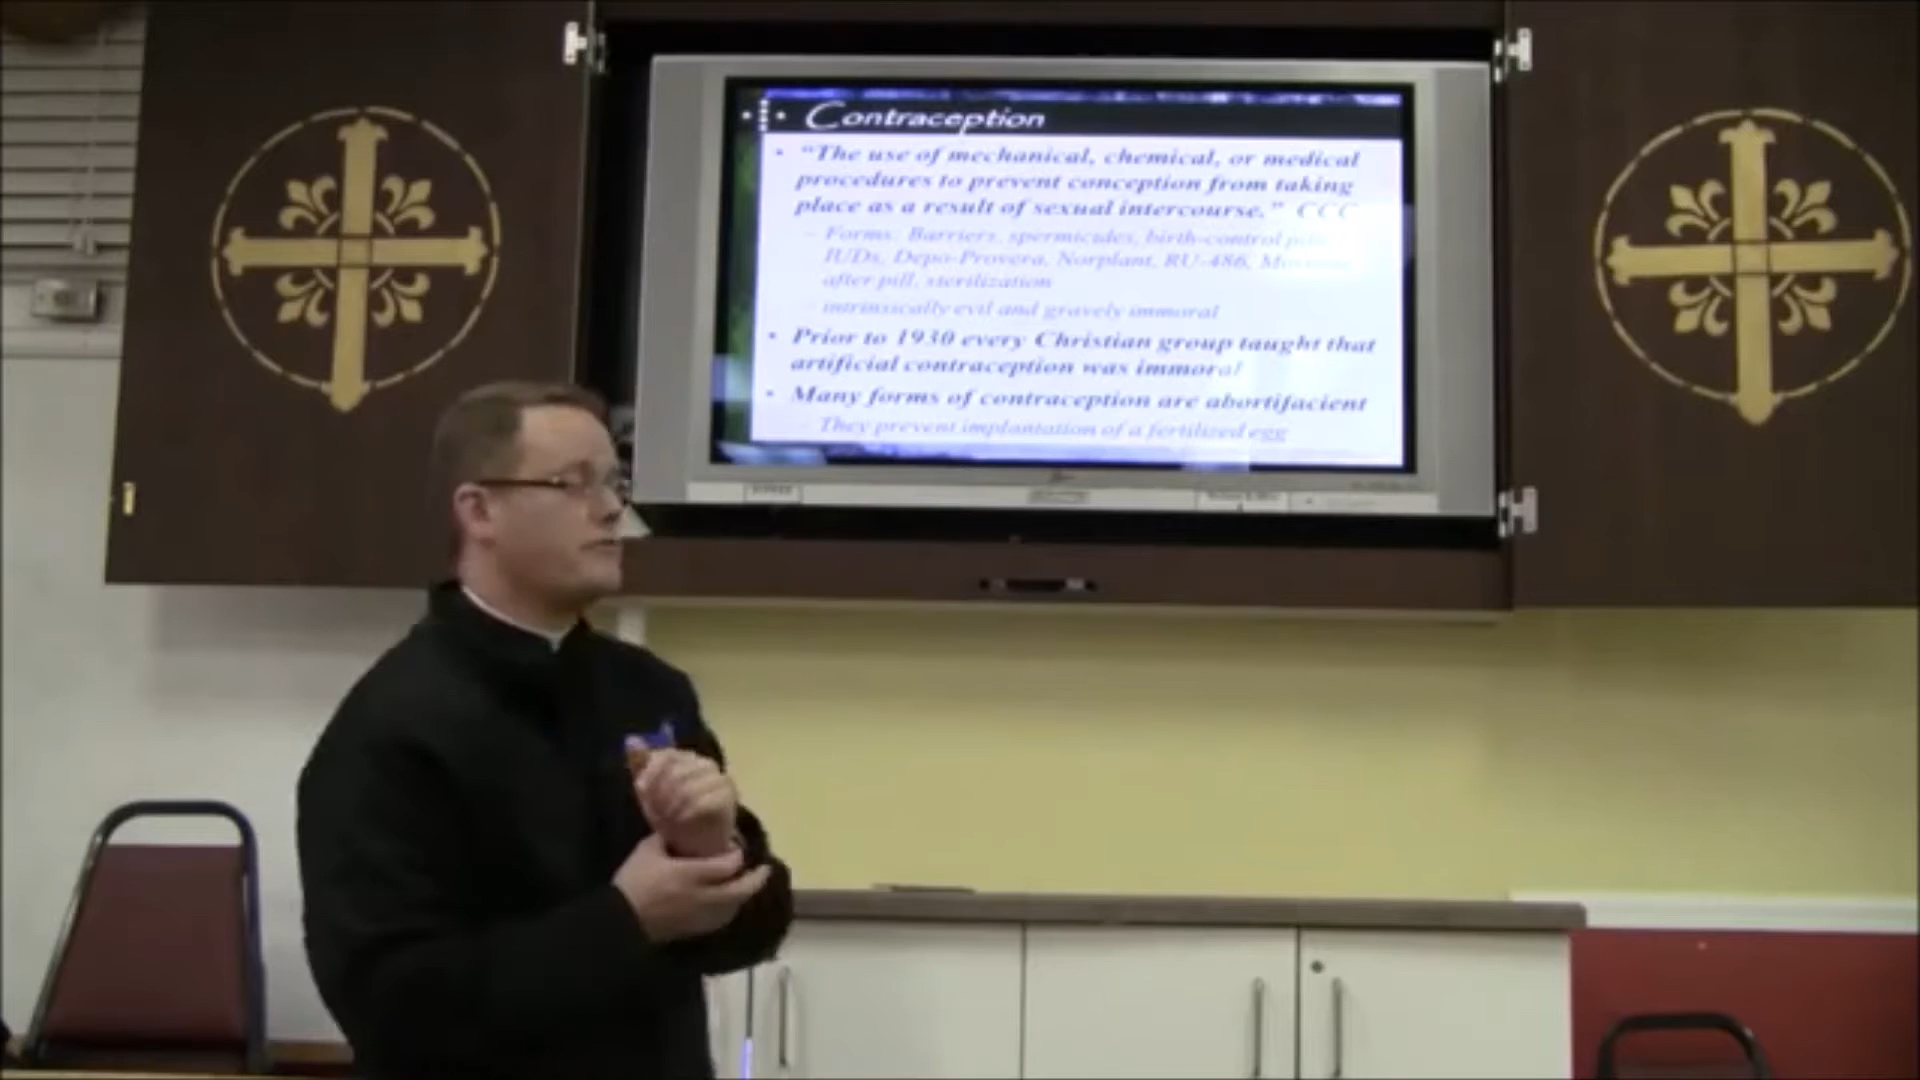 Contraception
• "The use of mechanical, chemical, or medical
procedures to prevent conception from taking
place as a result of sexual intercourse." CCC
– Forms: Barriers, spermicides, birth-control
IUDs, Depo-Provera, Norplant, RU-486,
after pill, sterilization
– intrinsically evil and gravely immoral
• Prior to 1930 every Christian group taught that
artificial contraception was immoral
• Many forms of contraception are abortifacient
– They prevent implantation of a fertilized egg